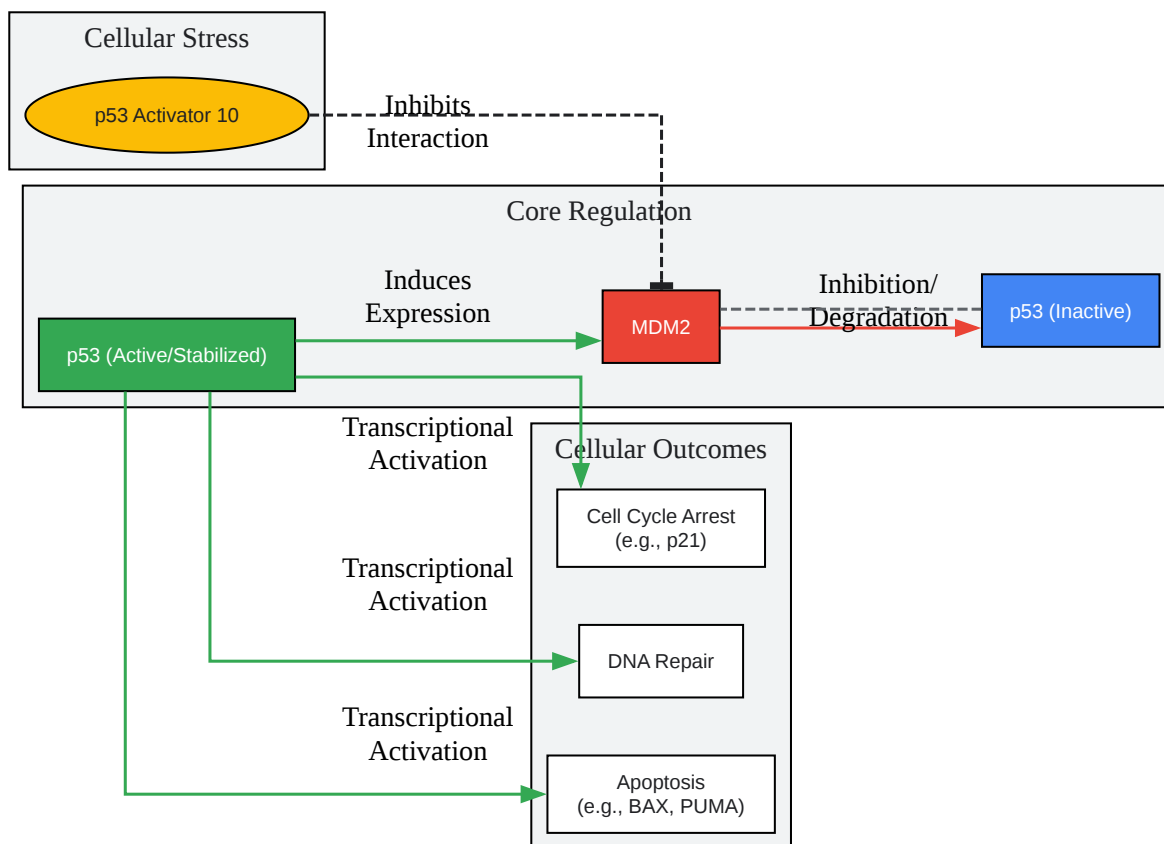 Cellular Stress
p53 Activator 10
Inhibits
Interaction
Core Regulation
Induces
Expression
MDM2
Inhibition/
Degradation
p53 (Inactive)
p53 (Active/Stabilized)
Transcriptional
Activation
Cellular Outcomes
Cell Cycle Arrest
(e.g., p21)
Transcriptional
Activation
DNA Repair
Transcriptional
Activation
Apoptosis
(e.g., BAX, PUMA)